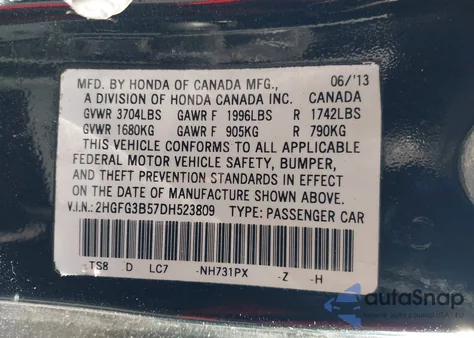 MFD. BY HONDA OF CANADA MFG., 06/'13
A DIVISION OF HONDA CANADA INC. CANADA
GVWR 3704LBS GAWR F 1996LBS R 1742LBS
GVWR 1680KG GAWR F 905KG R 790KG
THIS VEHICLE CONFORMS TO ALL APPLICABLE
FEDERAL MOTOR VEHICLE SAFETY, BUMPER,
AND THEFT PREVENTION STANDARDS IN EFFECT
ON THE DATE OF MANUFACTURE SHOWN ABOVE.
V.I.N.: 2HGFG3B57DH523809 TYPE: PASSENGER CAR
-TS8 -D LC7 -NH731PX -Z -H
autoSnap